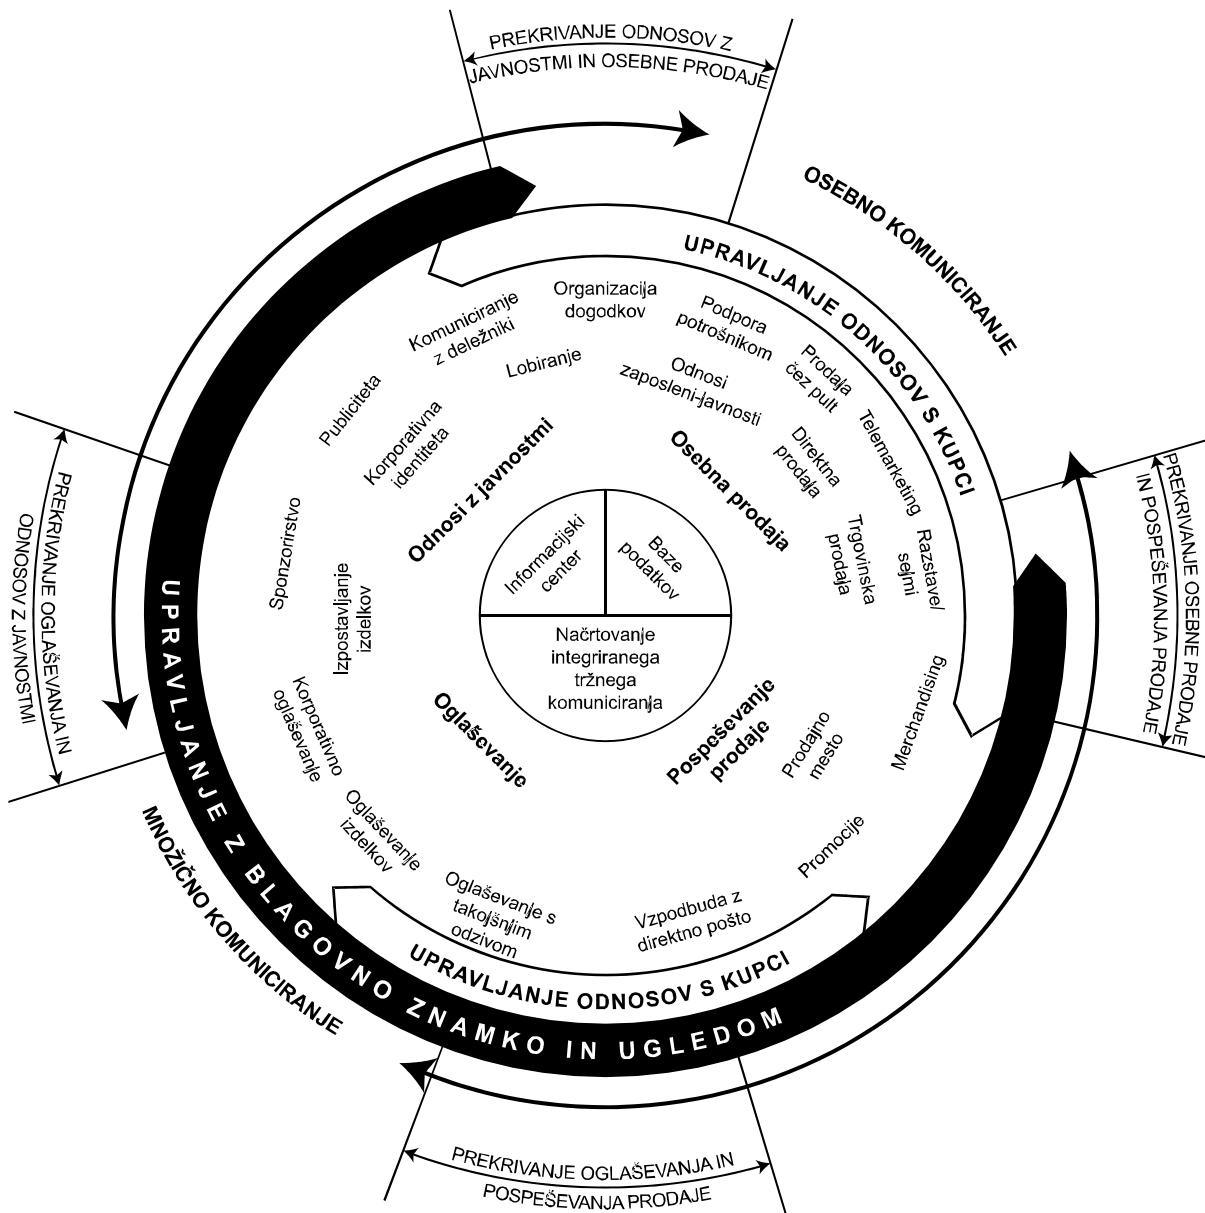 PREKRIVANJE ODNOSOV Z
JAVNOSTMI IN OSEBNE PRODAJE
OSEBNO KOMUNICIRANJE
UPRAVLJANJE ODNOSOV S KUPCI
Organizacija
dogodkov
Komuniciranje
z deležniki
Podpora
potrošnikom
Lobiranje
Odnosi
zaposleni-javnosti
Prodaja
čez pult
Publiciteta
Korporativna
identiteta
Telemarketing
Direktna
prodaja
Odnosi z javnostmi
Osebna prodaja
PREKRIVANJE OSEBNE PRODAJE
IN POSPEŠEVANJA PRODAJE
PREKRIVANJE OGLAŠEVANJA IN
ODNOSOV Z JAVNOSTMI
Sponzorirstvo
Izpostavljanje
izdelkov
Informacijski
center
Baze
podatkov
Trgovinska
prodaja
Razstave/
sejmi
Načrtovanje
integriranega
tržnega
komuniciranja
Korporativno
oglaševanje
Oglaševanje
Pospeševanje
prodaje
Prodajno
mesto
Merchandising
Oglaševanje
izdelkov
Oglaševanje s
takojšnjim
odzivom
Vzpodbuda z
direktno pošto
Promocije
UPRAVLJANJE ODNOSOV S KUPCI
UPRAVLJANJE Z BLAGOVNO ZNAMKO IN UGLEDOM
MNOŽIČNO KOMUNICIRANJE
PREKRIVANJE OGLAŠEVANJA IN
POSPEŠEVANJA PRODAJE